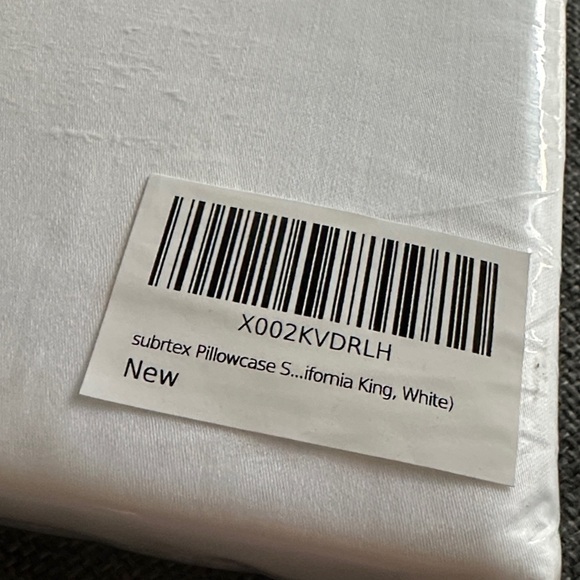 X002KVDRLH
subrtex Pillowcase S...ifornia King, White)
New